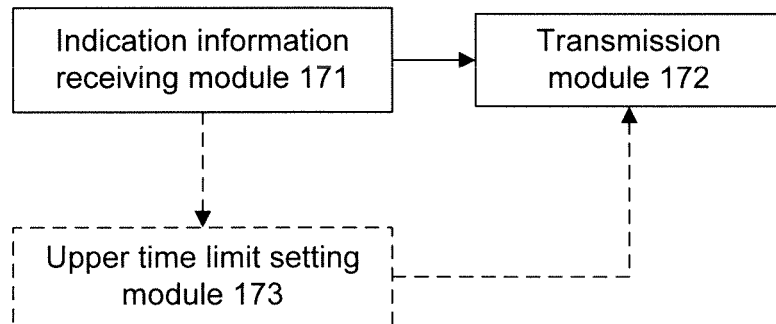 Indication information
receiving module 171
Transmission
module 172
Upper time limit setting
module 173